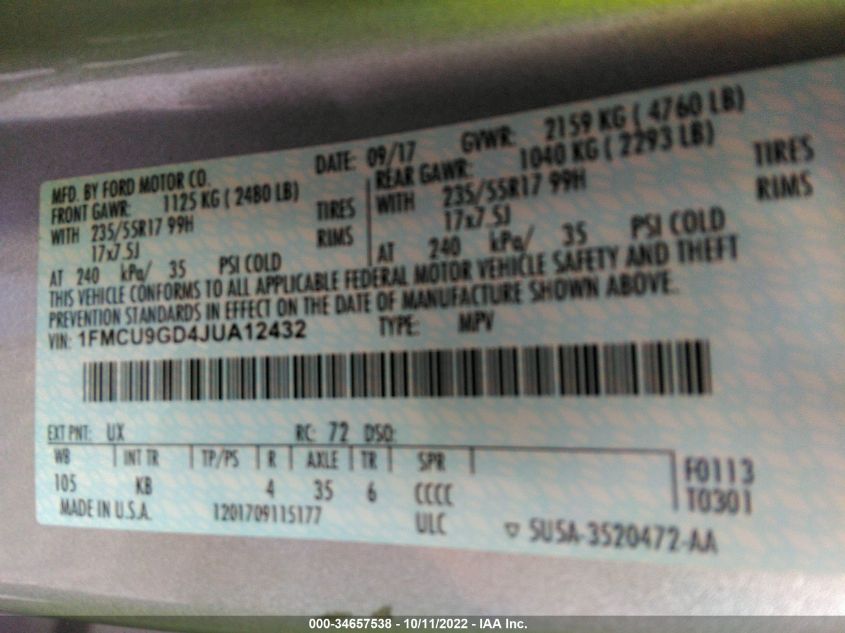 MFD. BY FORD MOTOR CO.
DATE: 09/17
GVWR: 2159 KG ( 4760 LB)
FRONT GAWR: 1125 KG ( 2480 LB)
REAR GAWR: 1040 KG ( 2293 LB)
WITH 235/55R17 99H TIRES
WITH 235/55R17 99H TIRES
17x7.5J RIMS
17x7.5J RIMS
AT 240 kPa/ 35 PSI COLD
AT 240 kPa/ 35 PSI COLD
THIS VEHICLE CONFORMS TO ALL APPLICABLE FEDERAL MOTOR VEHICLE SAFETY AND THEFT
PREVENTION STANDARDS IN EFFECT ON THE DATE OF MANUFACTURE SHOWN ABOVE.
VIN: 1FMCU9GD4JUA12432 TYPE: MPV
EXT PNT: UX RC: 72 DSO:
WB INT TR TP/PS R AXLE TR SPR
105 KB 4 35 6 CCCC
F0113
T0301
MADE IN U.S.A. 1201709115177 ULC
5U5A-3520472-AA
000-34657538 - 10/11/2022 - IAA Inc.